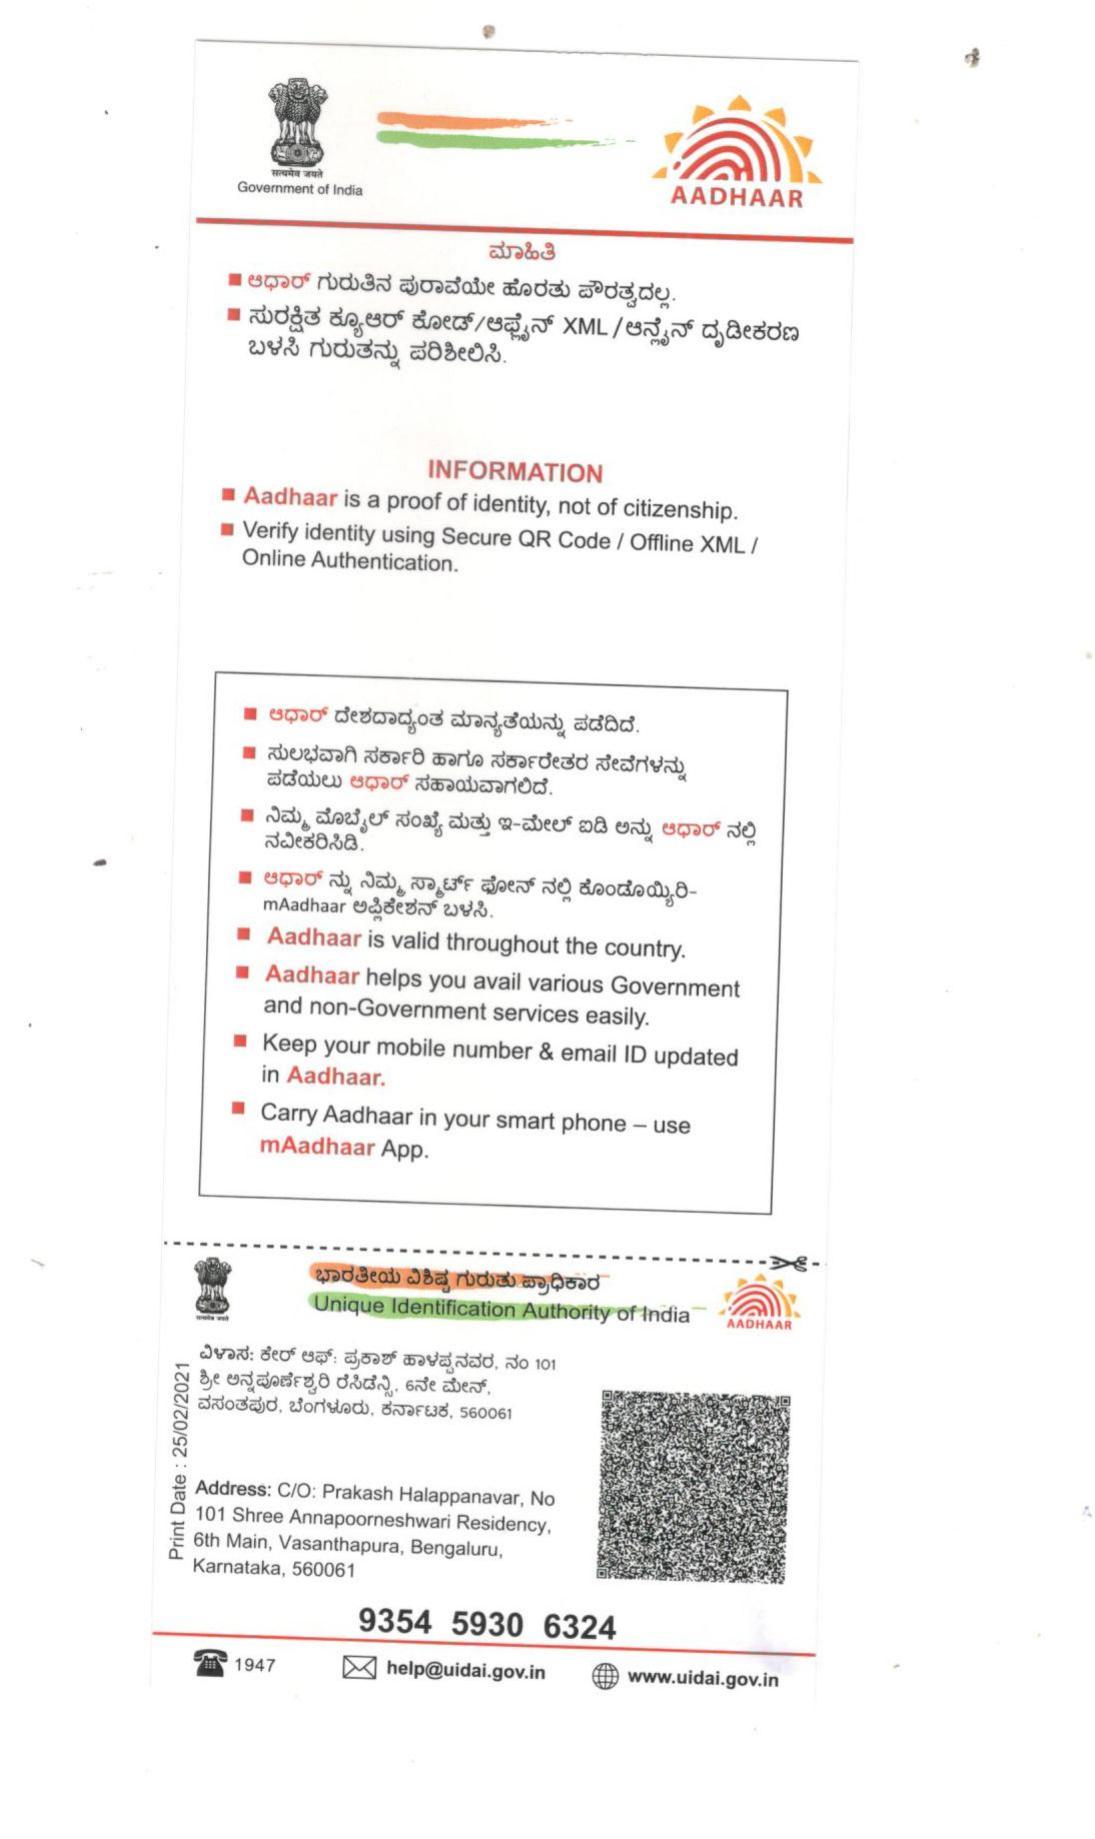 सत्यमेव जयते
Government of India
AADHAAR
ಮಾಹಿತಿ
ಆಧಾರ್ ಗುರುತಿನ ಪುರಾವೆಯೇ ಹೊರತು ಪೌರತ್ವದಲ್ಲ.
ಸುರಕ್ಷಿತ ಕ್ಯೂಆರ್ ಕೋಡ್/ಆಫ್ಲೈನ್ XML / ಆನ್ಲೈನ್ ದೃಡೀಕರಣ
ಬಳಸಿ ಗುರುತನ್ನು ಪರಿಶೀಲಿಸಿ.
INFORMATION
Aadhaar is a proof of identity, not of citizenship.
Verify identity using Secure QR Code / Offline XML /
Online Authentication.
ಆಧಾರ್ ದೇಶದಾದ್ಯಂತ ಮಾನ್ಯತೆಯನ್ನು ಪಡೆದಿದೆ.
ಸುಲಭವಾಗಿ ಸರ್ಕಾರಿ ಹಾಗೂ ಸರ್ಕಾರೇತರ ಸೇವೆಗಳನ್ನು
ಪಡೆಯಲು ಆಧಾರ್ ಸಹಾಯವಾಗಲಿದೆ.
ನಿಮ್ಮ ಮೊಬೈಲ್ ಸಂಖ್ಯೆ ಮತ್ತು ಇ-ಮೇಲ್ ಐಡಿ ಅನ್ನು ಆಧಾರ್ ನಲ್ಲಿ
ನವೀಕರಿಸಿಡಿ.
ಆಧಾರ್ ನ್ನು ನಿಮ್ಮ ಸ್ಮಾರ್ಟ್ ಫೋನ್ ನಲ್ಲಿ ಕೊಂಡೊಯ್ಯಿರಿ-
mAadhaar ಅಪ್ಲಿಕೇಶನ್ ಬಳಸಿ.
Aadhaar is valid throughout the country.
Aadhaar helps you avail various Government
and non-Government services easily.
Keep your mobile number & email ID updated
in Aadhaar.
Carry Aadhaar in your smart phone – use
mAadhaar App.
ಭಾರತೀಯ ವಿಶಿಷ್ಟ ಗುರುತು ಪ್ರಾಧಿಕಾರ
Unique Identification Authority of India
AADHAAR
ವಿಳಾಸ: ಕೇರ್ ಆಫ್: ಪ್ರಕಾಶ್ ಹಾಳಪ್ಪನವರ, ನಂ 101
ಶ್ರೀ ಅನ್ನಪೂರ್ಣೆಶ್ವರಿ ರೆಸಿಡೆನ್ಸಿ, 6ನೇ ಮೇನ್,
ವಸಂತಪುರ, ಬೆಂಗಳೂರು, ಕರ್ನಾಟಕ, 560061
Print Date : 25/02/2021
Address: C/O: Prakash Halappanavar, No
101 Shree Annapoorneshwari Residency,
6th Main, Vasanthapura, Bengaluru,
Karnataka, 560061
9354 5930 6324
1947
help@uidai.gov.in
www.uidai.gov.in